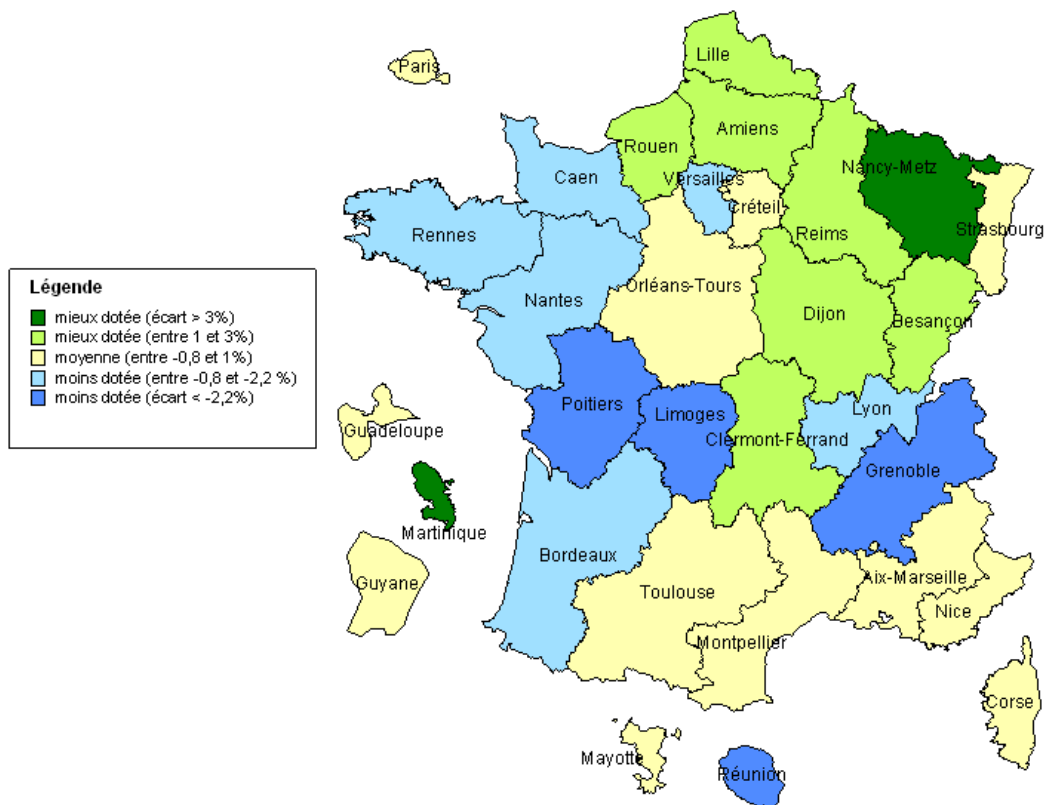 Lille
Paris
Amiens
Rouen
Nancy-Metz
Caen
Versailles
Créteil
Strasbourg
Rennes
Reims
Légende
mieux dotée (écart > 3%)
mieux dotée (entre 1 et 3%)
moyenne (entre -0,8 et 1%)
moins dotée (entre -0,8 et -2,2 %)
moins dotée (écart < -2,2%)
Orléans-Tours
Nantes
Dijon
Besançon
Poitiers
Limoges
Lyon
Guadeloupe
Clermont-Ferrand
Grenoble
Martinique
Bordeaux
Guyane
Toulouse
Aix-Marseille
Nice
Montpellier
Corse
Mayotte
Réunion